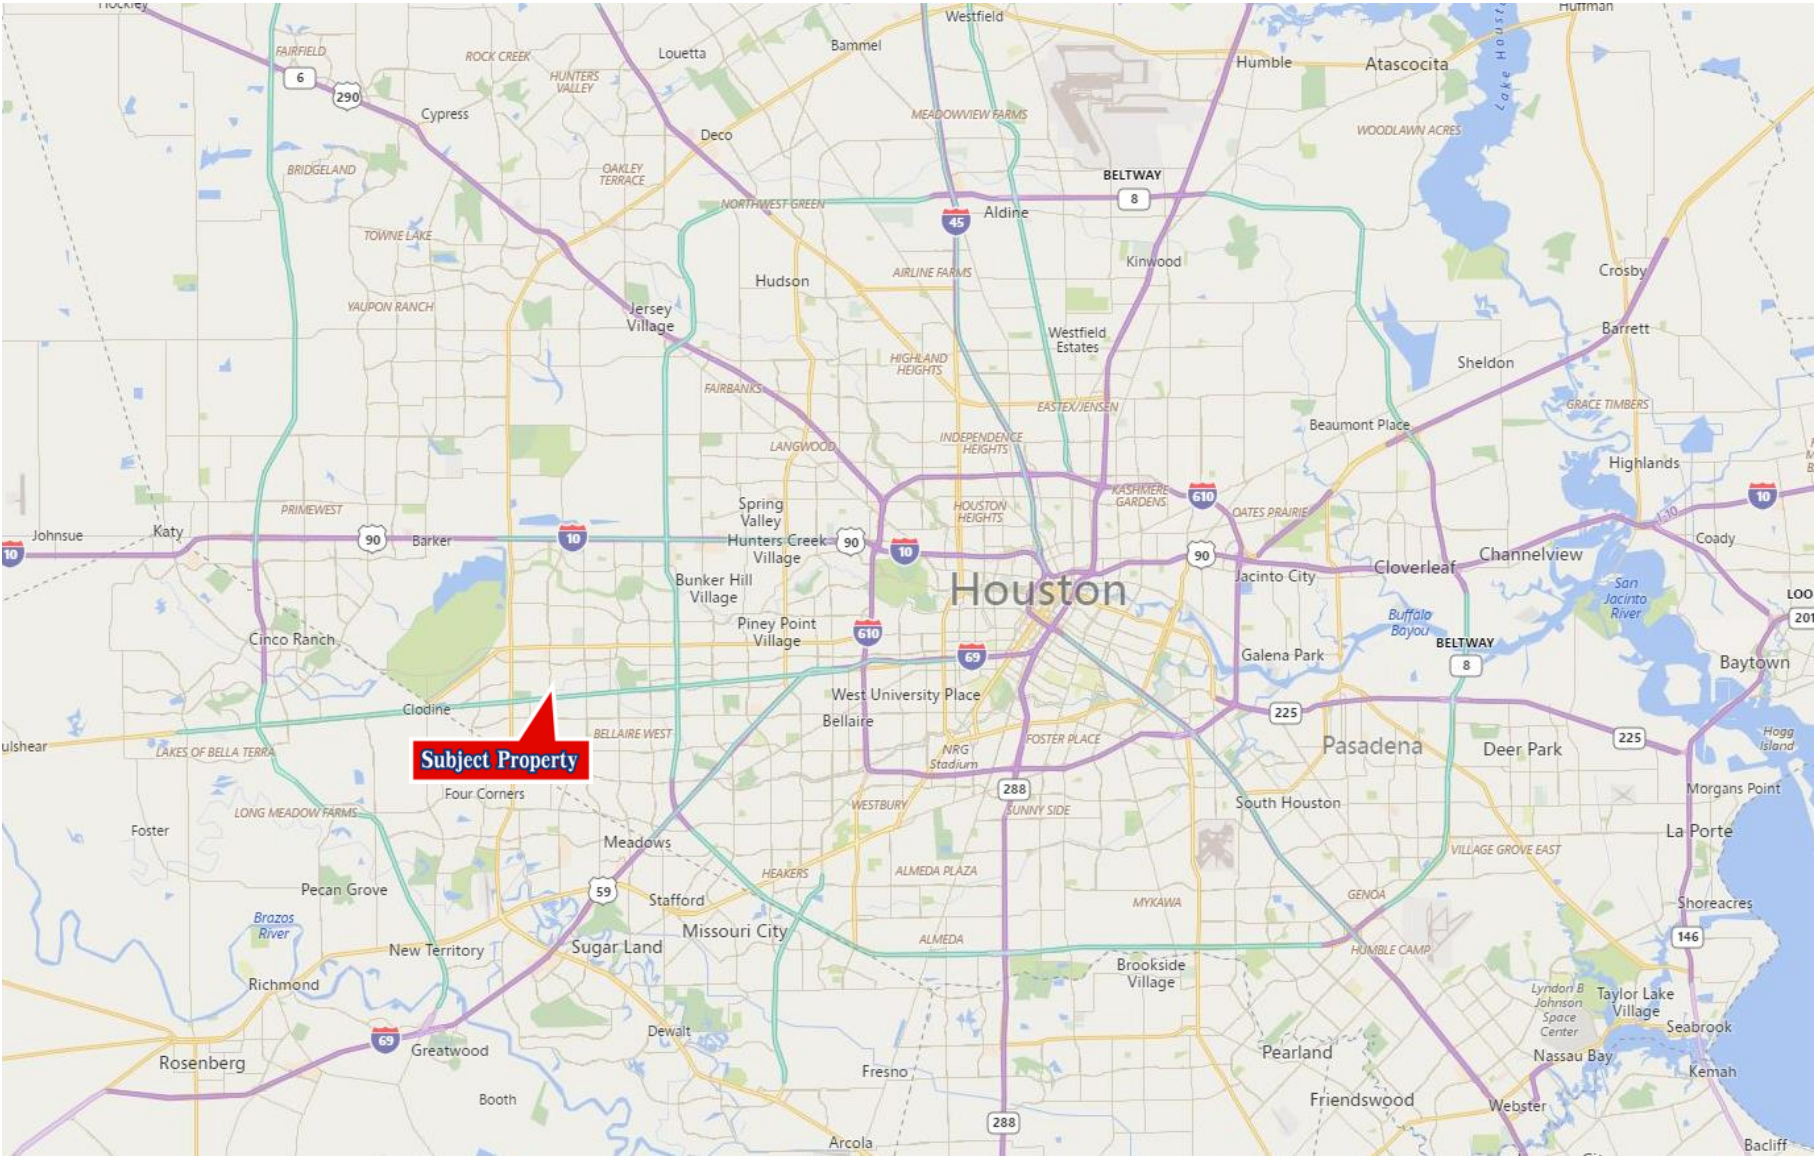 Hockley
Westfield
Huffman
FAIRFIELD
ROCK CREEK
Louetta
Bammel
Humble
Atascocita
Lake Houst
6
290
HUNTERS
VALLEY
Cypress
Deco
MEADOWVIEW FARMS
WOODLAWN ACRES
BRIDGELAND
OAKLEY
TERRACE
BELTWAY
8
NORTHWEST GREEN
45
Aldine
TOWNE LAKE
Kinwood
Hudson
AIRLINE FARMS
Crosby
YAUPON RANCH
Jersey
Village
Westfield
Estates
Barrett
HIGHLAND
HEIGHTS
Sheldon
FAIRBANKS
EASTEX/JENSEN
GRACE TIMBERS
LANGWOOD
INDEPENDENCE
HEIGHTS
Beaumont Place
Highlands
KASHMERE
GARDENS
610
10
PRIMEWEST
Spring
Valley
HOUSTON
HEIGHTS
OATES PRAIRIE
I-10
Johnsue
Katy
90
Barker
10
Hunters Creek
Village
90
10
90
Coady
10
Channelview
Cloverleaf
Jacinto City
Bunker Hill
Village
Houston
San
Jacinto
River
LOO
201
Buffalo
Bayou
Cinco Ranch
Piney Point
Village
610
69
Galena Park
BELTWAY
8
Baytown
Clodine
West University Place
Bellaire
225
ulshear
LAKES OF BELLA TERRA
BELLAIRE WEST
Subject Property
NRG
Stadium
FOSTER PLACE
Pasadena
Deer Park
225
Hogg
Island
Four Corners
288
Morgans Point
LONG MEADOW FARMS
WESTBURY
SUNNY SIDE
South Houston
Foster
Meadows
La Porte
VILLAGE GROVE EAST
Pecan Grove
59
HEAKERS
ALMEDA PLAZA
GENOA
Stafford
MYKAWA
Shoreacres
Brazos
River
New Territory
Sugar Land
Missouri City
ALMEDA
HUMBLE CAMP
146
Richmond
Brookside
Village
Lyndon B
Johnson
Space
Center
Taylor Lake
Village
Dewalt
Seabrook
69
Greatwood
Rosenberg
Pearland
Nassau Bay
Fresno
Kemah
Booth
Friendswood
Webster
288
Arcola
Bacliff